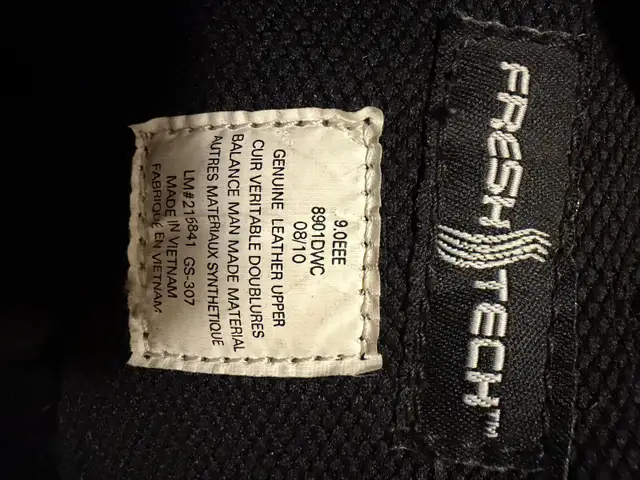 FRESH TECH™
9.0EEE
8901DWC
08/10
GENUINE LEATHER UPPER
CUIR VERITABLE DOUBLURES
BALANCE MAN MADE MATERIAL
AUTRES MATERIAUX SYNTHETIQUE
LM#216841 GS-307
MADE IN VIETNAM
FABRIQUE EN VIETNAM